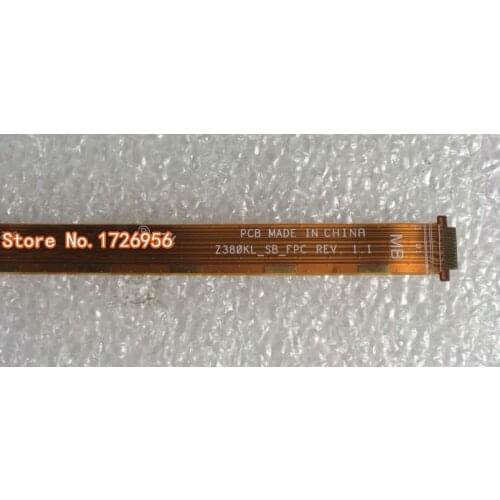 PCB MADE IN CHINA
Z380KL_SB_FPC REV. 1.1
MB
Store No :1726956